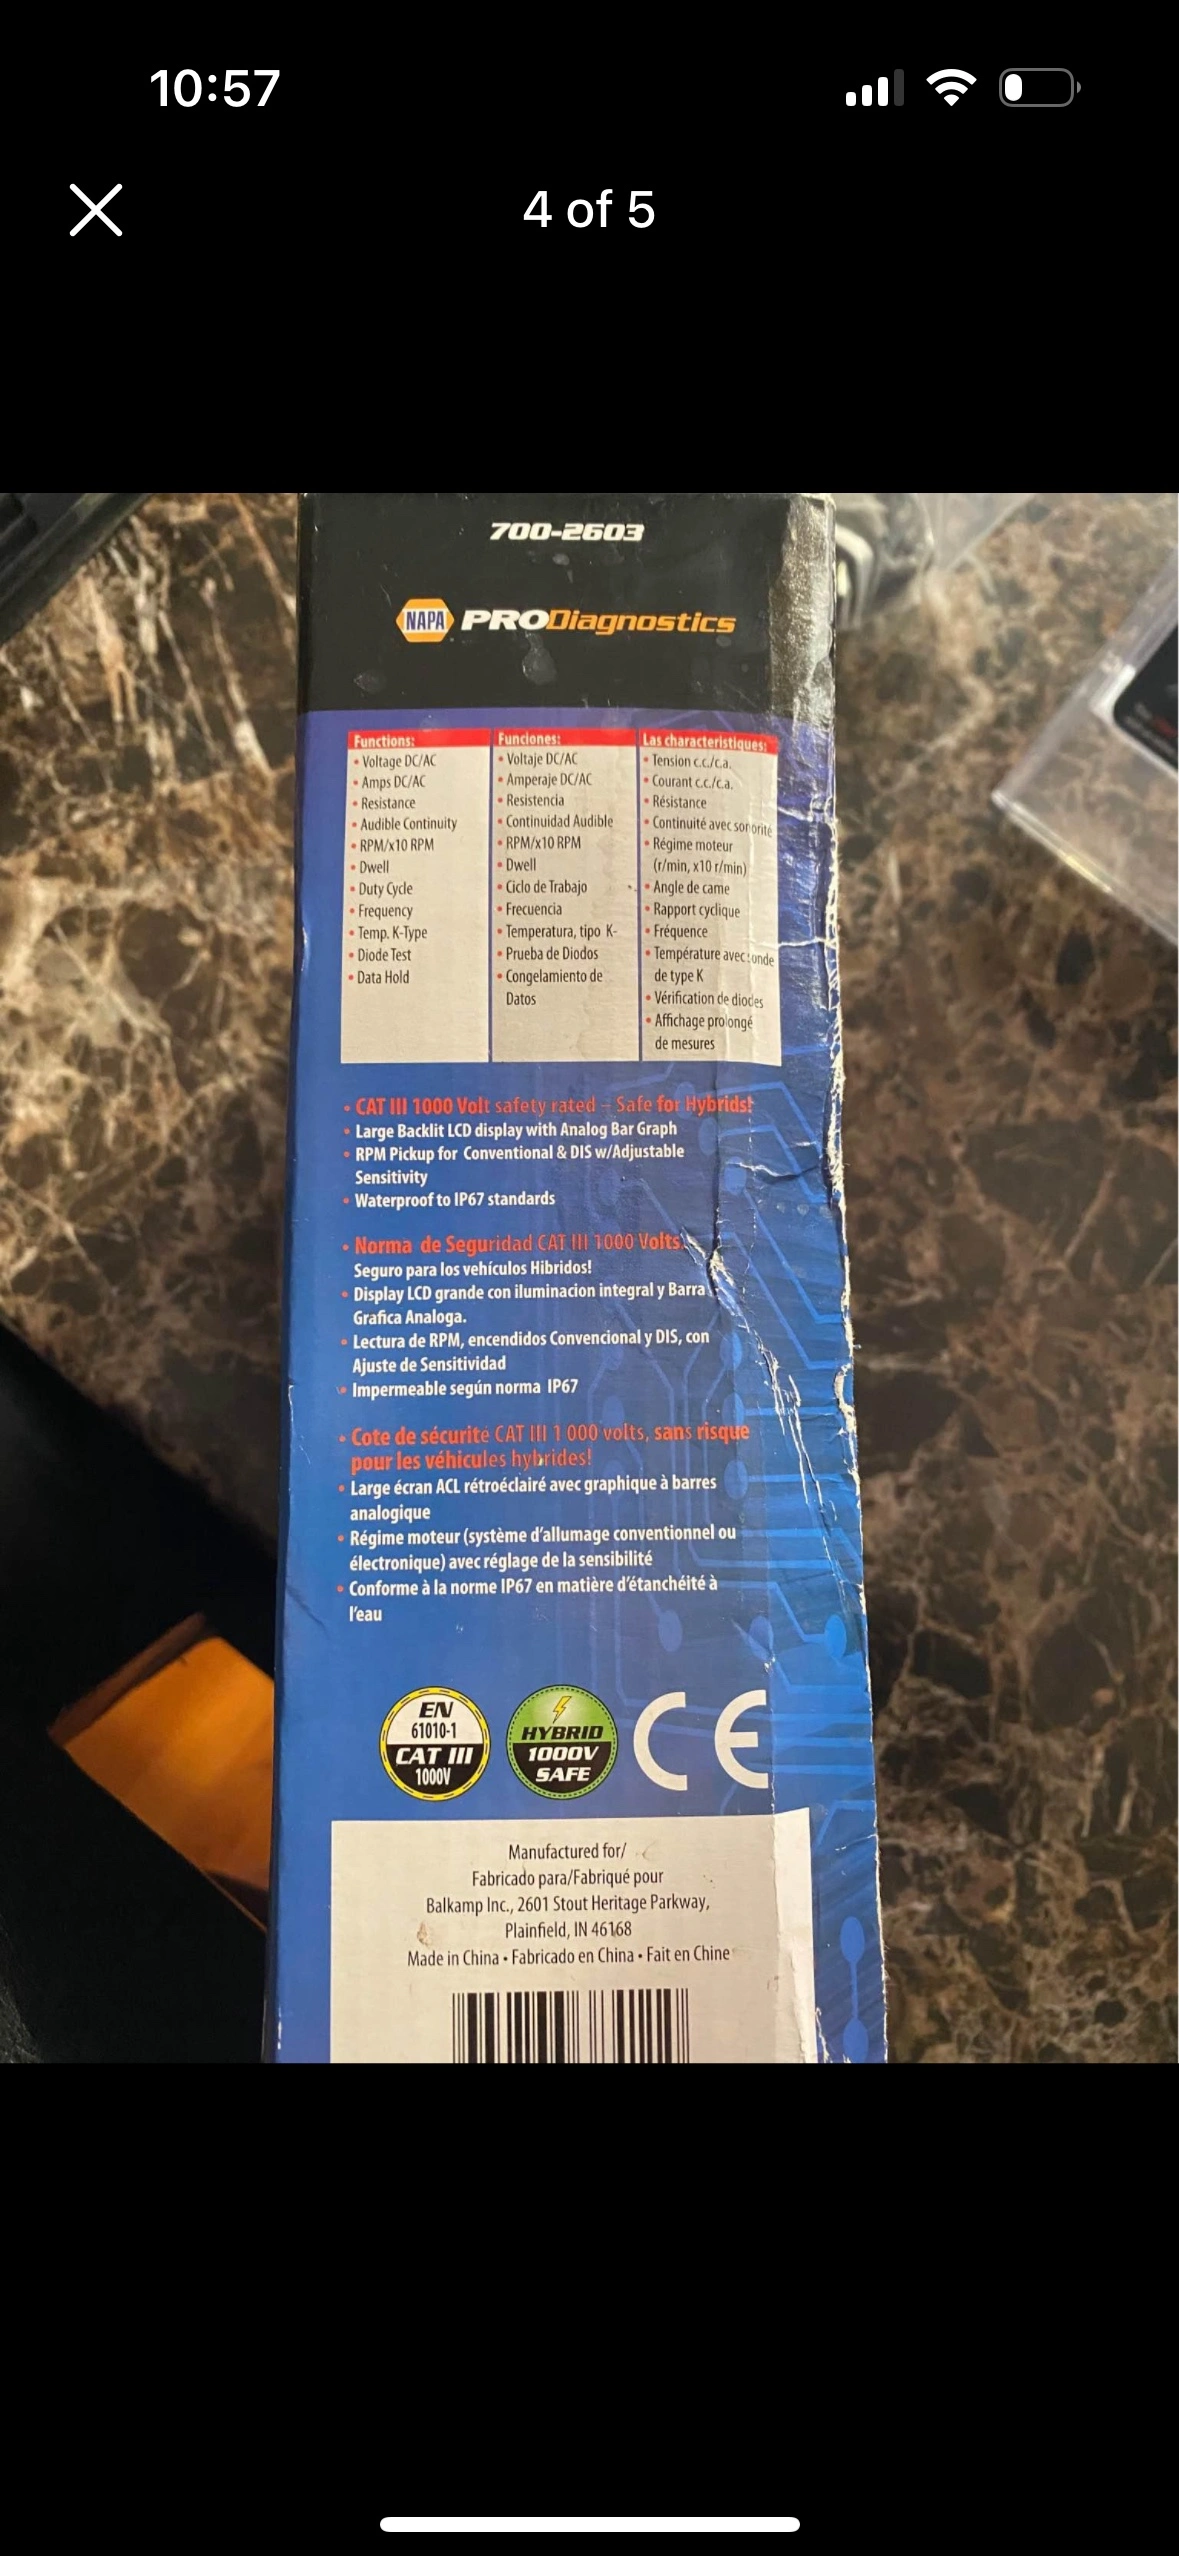 10:57
4 of 5
700-2603
NAPA PRODiagnostics
Functions:
• Voltage DC/AC
• Amps DC/AC
• Resistance
• Audible Continuity
• RPM/x10 RPM
• Dwell
• Duty Cycle
• Frequency
• Temp. K-Type
• Diode Test
• Data Hold
Funciones:
• Voltaje DC/AC
• Amperaje DC/AC
• Resistencia
• Continuidad Audible
• RPM/x10 RPM
• Dwell
• Ciclo de Trabajo
• Frecuencia
• Temperatura, tipo K-
• Prueba de Diodos
• Congelamiento de
Datos
Las characteristiques:
• Tension c.c./c.a.
• Courant c.c./c.a.
• Résistance
• Continuité avec sonorité
• Régime moteur
(r/min, x10 r/min)
• Angle de came
• Rapport cyclique
• Fréquence
• Température avec sonde
de type K
• Vérification de diodes
• Affichage prolongé
de mesures
• CAT III 1000 Volt safety rated – Safe for Hybrids!
• Large Backlit LCD display with Analog Bar Graph
• RPM Pickup for Conventional & DIS w/Adjustable
Sensitivity
• Waterproof to IP67 standards
• Norma de Seguridad CAT III 1000 Volts.
Seguro para los vehículos Hibridos!
• Display LCD grande con iluminacion integral y Barra
Grafica Analoga.
• Lectura de RPM, encendidos Convencional y DIS, con
Ajuste de Sensitividad
• Impermeable según norma IP67
• Cote de sécurité CAT III 1 000 volts, sans risque
pour les véhicules hybrides!
• Large écran ACL rétroéclairé avec graphique à barres
analogique
• Régime moteur (système d'allumage conventionnel ou
électronique) avec réglage de la sensibilité
• Conforme à la norme IP67 en matière d'étanchéité à
l'eau
EN
61010-1
CAT III
1000V
HYBRID
1000V
SAFE
CE
Manufactured for/
Fabricado para/Fabriqué pour
Balkamp Inc., 2601 Stout Heritage Parkway,
Plainfield, IN 46168
Made in China • Fabricado en China • Fait en Chine